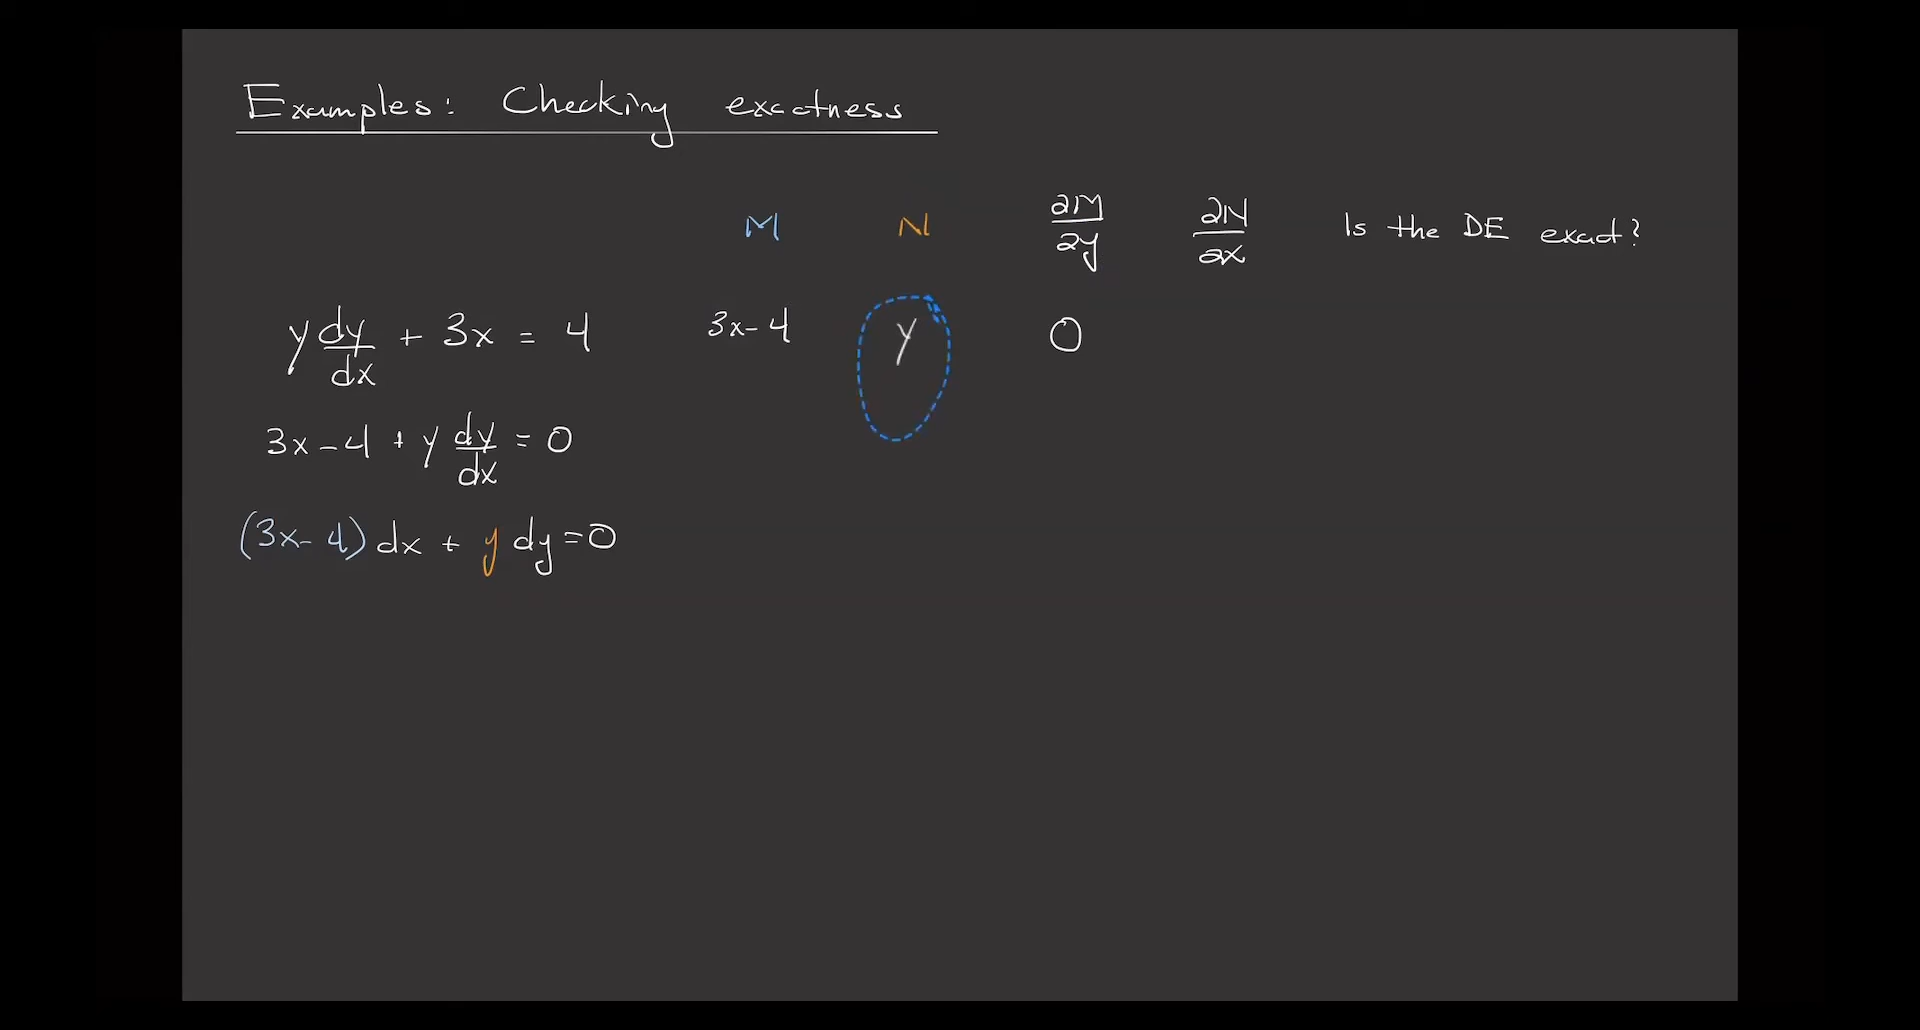 Examples: Checking exactness
M N ∂M/∂y ∂N/∂x Is the DE exact?
y dy/dx + 3x = 4 3x-4 y 0
3x-4 + y dy/dx = 0
(3x-4) dx + y dy = 0